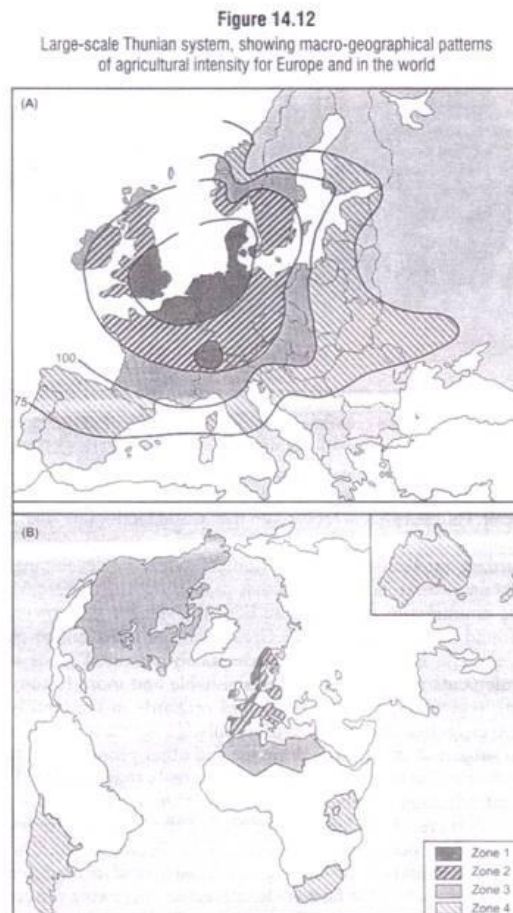 Figure 14.12
Large-scale Thunian system, showing macro-geographical patterns
of agricultural intensity for Europe and in the world
(A)
100
75
(B)
Zone 1
Zone 2
Zone 3
Zone 4